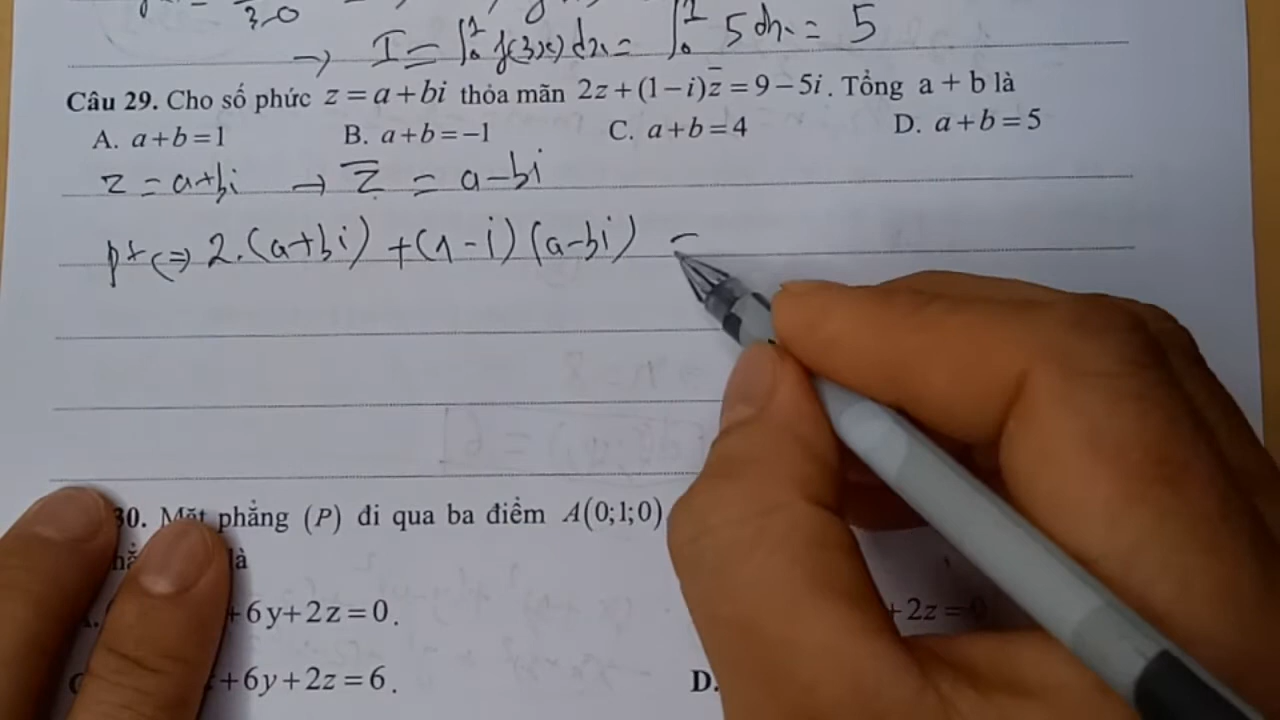 3-0
→ I = ∫₀¹ f(3x) dx = ∫₀¹ 5 dx = 5
Câu 29. Cho số phức z = a + bi thỏa mãn 2z + (1 − i)z̅ = 9 − 5i. Tổng a + b là
A. a + b = 1 B. a + b = −1 C. a + b = 4 D. a + b = 5
z = a+bi → z̅ = a-bi
pt <=> 2.(a+bi) + (1-i)(a-bi) =
30. Mặt phẳng (P) đi qua ba điểm A(0;1;0)
là
+6y+2z=0. +2z=0
+6y+2z=6. D.